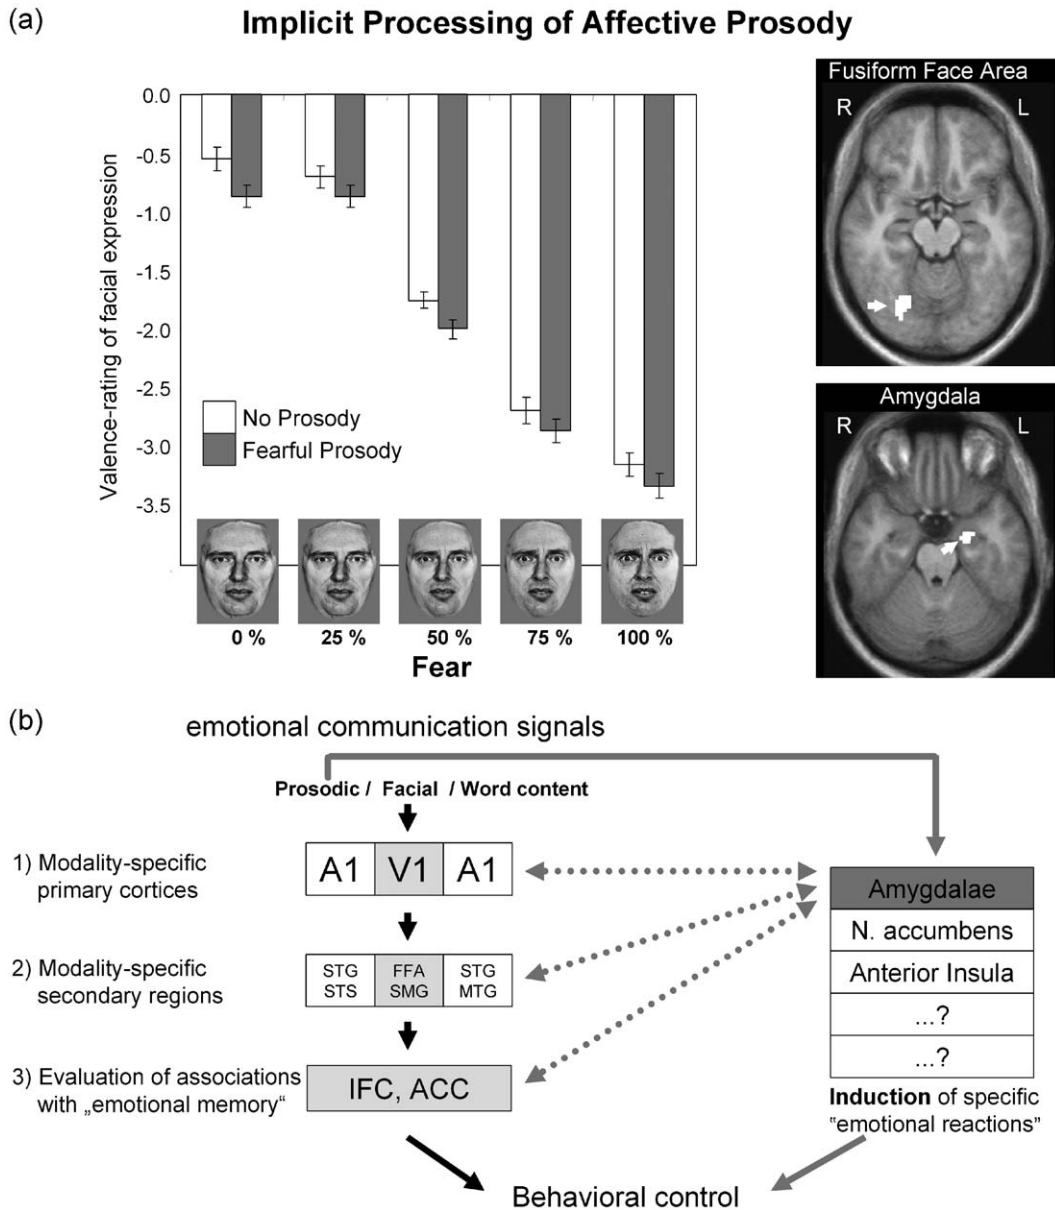 (a)
Implicit Processing of Affective Prosody
Valence-rating of facial expression
0.0
-0.5
-1.0
-1.5
-2.0
-2.5
-3.0
-3.5
No Prosody
Fearful Prosody
0 %
25 %
50 %
75 %
100 %
Fear
Fusiform Face Area
R
L
Amygdala
R
L
(b)
emotional communication signals
Prosodic / Facial / Word content
1) Modality-specific
primary cortices
A1
V1
A1
2) Modality-specific
secondary regions
STG
STS
FFA
SMG
STG
MTG
3) Evaluation of associations
with „emotional memory“
IFC, ACC
Amygdalae
N. accumbens
Anterior Insula
...?
...?
Induction of specific
"emotional reactions"
Behavioral control